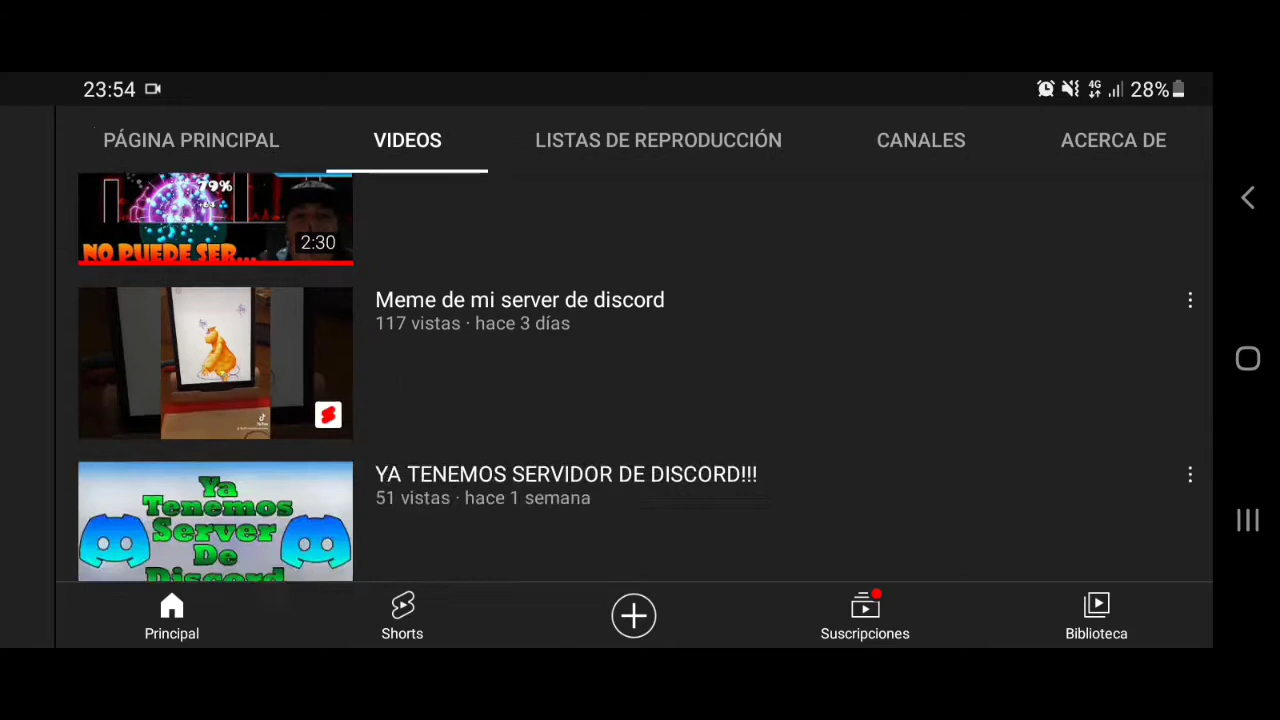 23:54
4G
28%
PÁGINA PRINCIPAL
VIDEOS
LISTAS DE REPRODUCCIÓN
CANALES
ACERCA DE
79%
NO PUEDE SER...
2:30
Meme de mi server de discord
117 vistas · hace 3 días
YA TENEMOS SERVIDOR DE DISCORD!!!
51 vistas · hace 1 semana
Ya
Tenemos
Server
De
Discord
Principal
Shorts
Suscripciones
Biblioteca